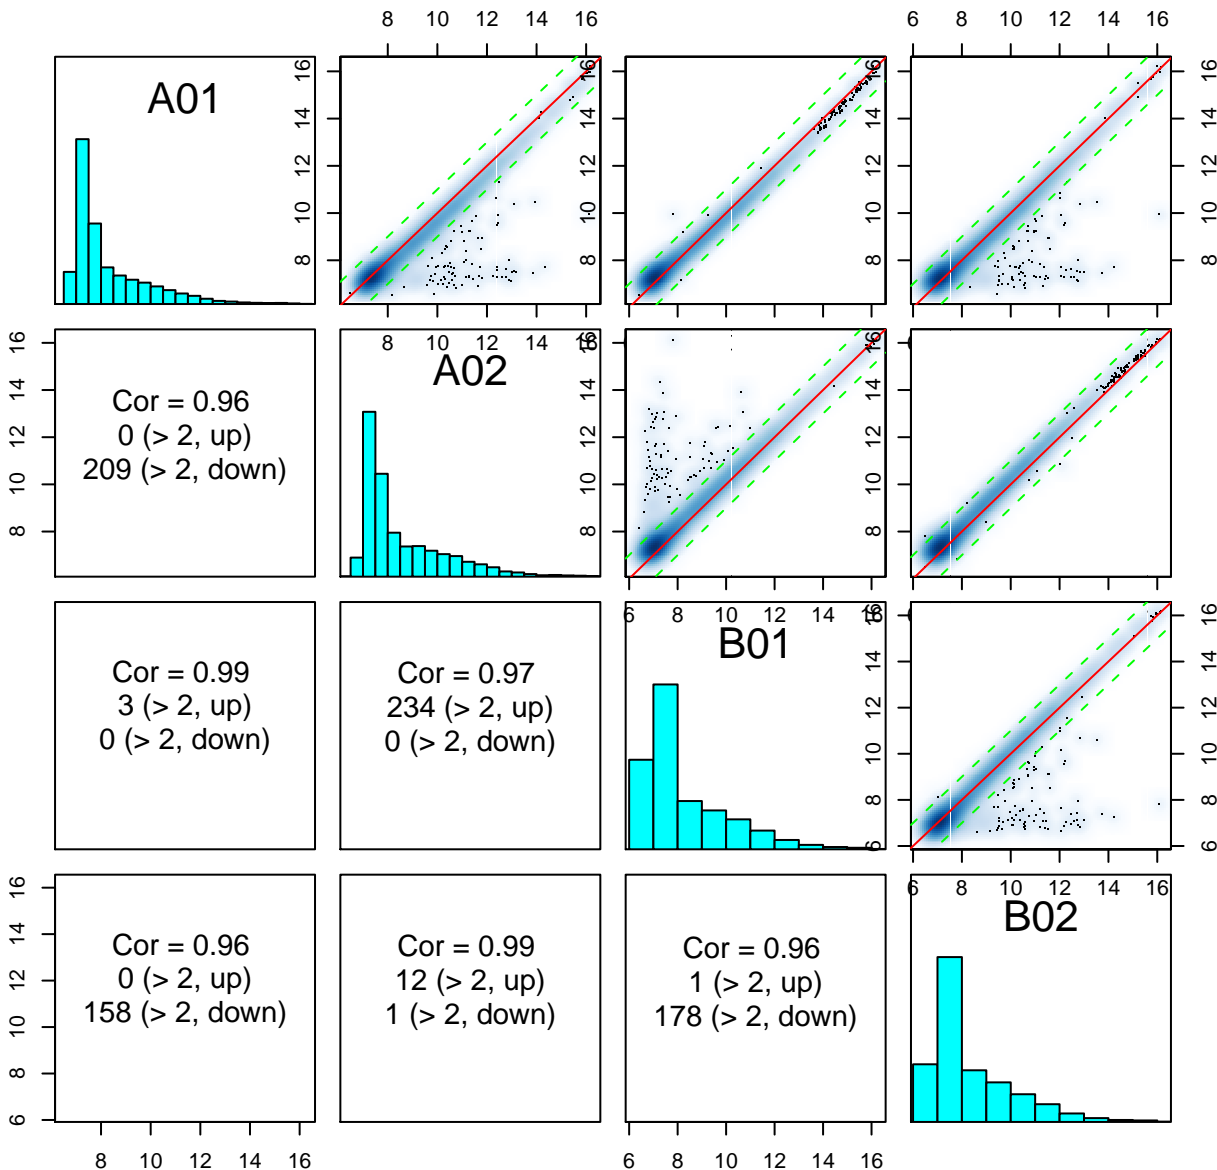 8 10 12 14 16
6 8 10 12 14 16
A01
16
14
12
10
8
16
14
12
10
8
16
14
12
10
8
16
14
12
10
8
8 10 12 14 16
A02
Cor = 0.96
0 (> 2, up)
209 (> 2, down)
16
14
12
10
8
6 8 10 12 14 16
B01
Cor = 0.99
3 (> 2, up)
0 (> 2, down)
Cor = 0.97
234 (> 2, up)
0 (> 2, down)
16
14
12
10
8
6
16
14
12
10
8
6
6 8 10 12 14 16
B02
16
14
12
10
8
6
Cor = 0.96
0 (> 2, up)
158 (> 2, down)
Cor = 0.99
12 (> 2, up)
1 (> 2, down)
Cor = 0.96
1 (> 2, up)
178 (> 2, down)
8 10 12 14 16
6 8 10 12 14 16